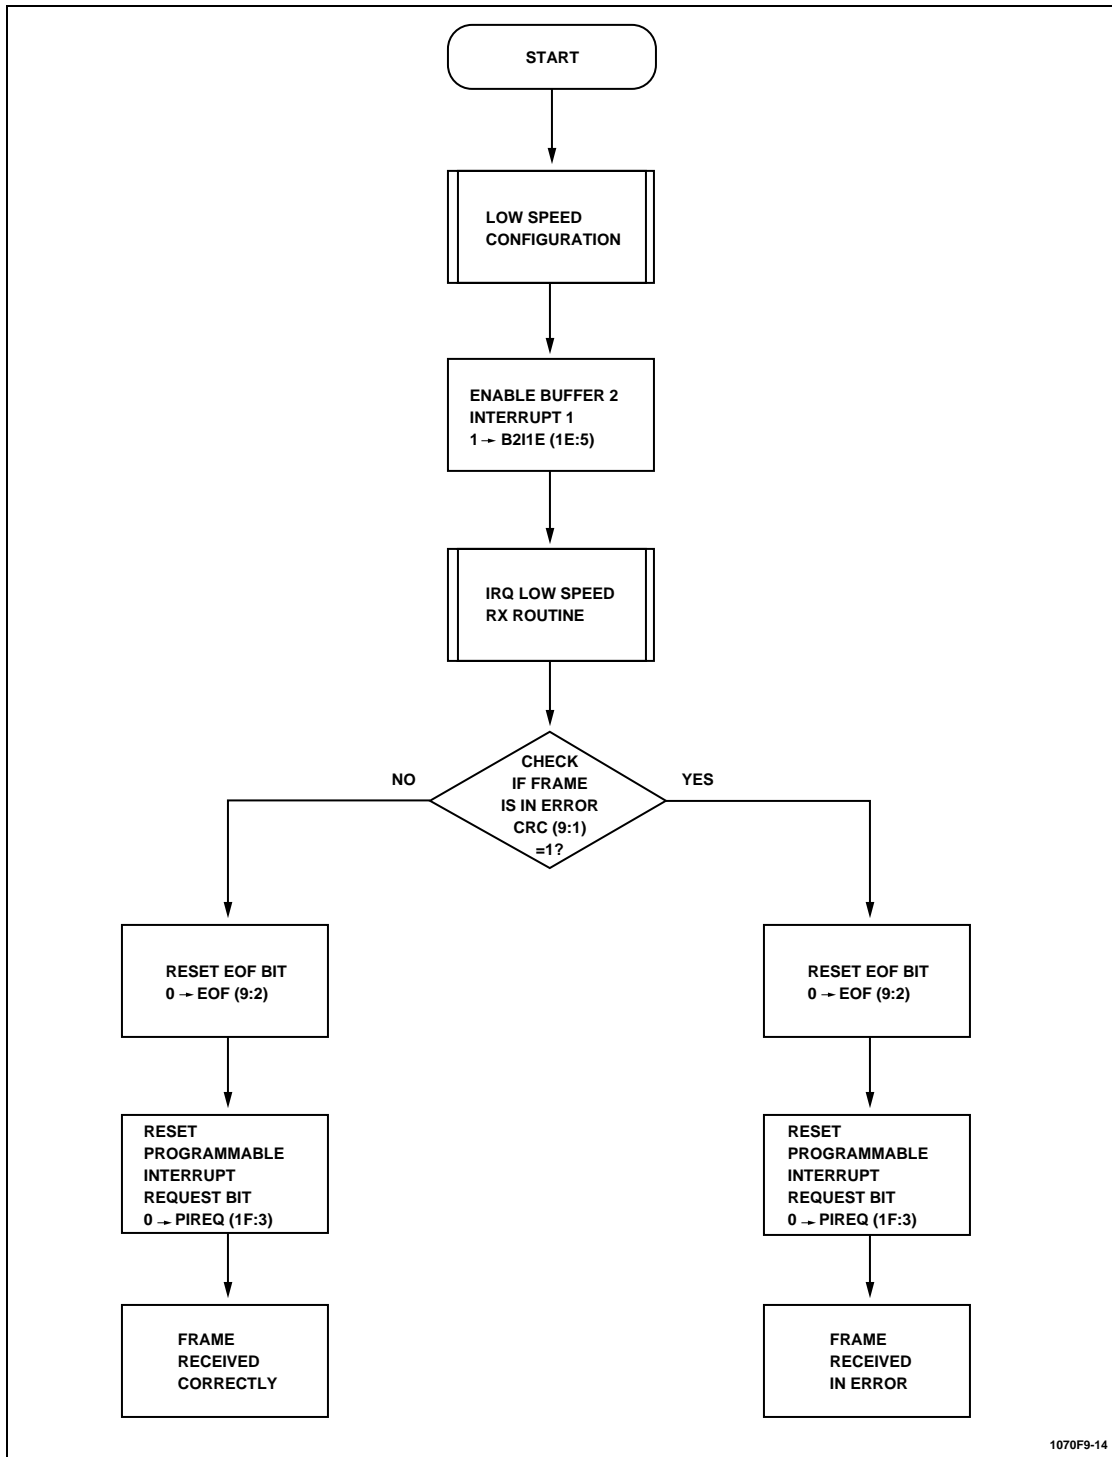 START
LOW SPEED
CONFIGURATION
ENABLE BUFFER 2
INTERRUPT 1
1 → B2I1E (1E:5)
IRQ LOW SPEED
RX ROUTINE
CHECK
IF FRAME
IS IN ERROR
CRC (9:1)
=1?
NO
YES
RESET EOF BIT
0 → EOF (9:2)
RESET
PROGRAMMABLE
INTERRUPT
REQUEST BIT
0 → PIREQ (1F:3)
FRAME
RECEIVED
CORRECTLY
RESET EOF BIT
0 → EOF (9:2)
RESET
PROGRAMMABLE
INTERRUPT
REQUEST BIT
0 → PIREQ (1F:3)
FRAME
RECEIVED
IN ERROR
1070F9-14